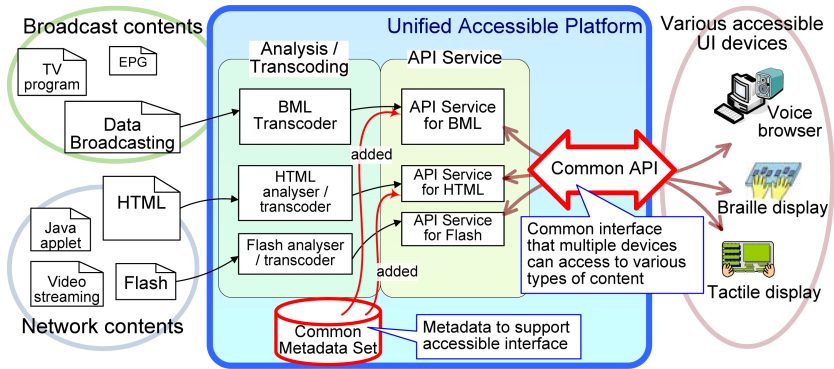 Broadcast contents
TV
program
EPG
Data
Broadcasting
HTML
Java
applet
Video
streaming
Flash
Network contents
Unified Accessible Platform
Analysis /
Transcoding
BML
Transcoder
HTML
analyser /
transcoder
Flash analyser
/ transcoder
API Service
API Service
for BML
added
API Service
for HTML
API Service
for Flash
added
Common
Metadata Set
Metadata to support
accessible interface
Common API
Common interface
that multiple devices
can access to various
types of content
Various accessible
UI devices
Voice
browser
Braille display
Tactile display